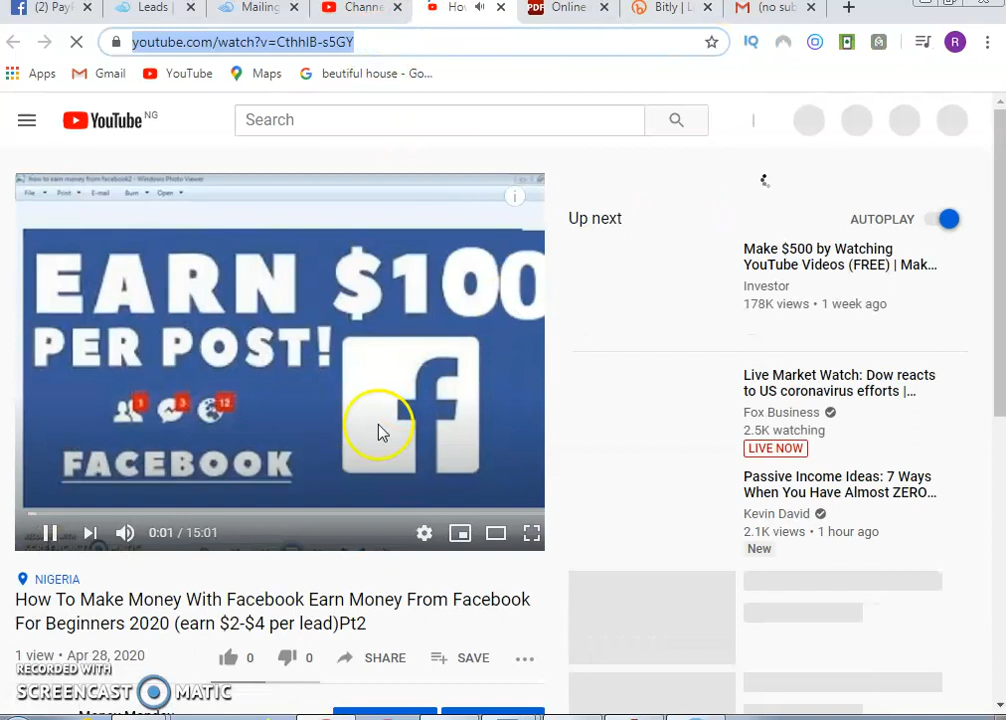 (2) Pay
Leads |
Mailing
Chann
Ho
PDF Online
Bitly | L
(no sub
youtube.com/watch?v=CthhIB-s5GY
IQ
R
Apps
Gmail
YouTube
Maps
G beutiful house - Go...
YouTube NG
Search
how to earn money from facebook2 - Windows Photo Viewer
File Print E-mail Burn Open
i
EARN $100
PER POST!
1 3 12
FACEBOOK
0:01 / 15:01
Up next
AUTOPLAY
Make $500 by Watching
YouTube Videos (FREE) | Mak...
Investor
178K views • 1 week ago
Live Market Watch: Dow reacts
to US coronavirus efforts |...
Fox Business
2.5K watching
LIVE NOW
Passive Income Ideas: 7 Ways
When You Have Almost ZERO...
Kevin David
2.1K views • 1 hour ago
New
NIGERIA
How To Make Money With Facebook Earn Money From Facebook
For Beginners 2020 (earn $2-$4 per lead)Pt2
1 view • Apr 28, 2020
0 0 SHARE SAVE
RECORDED WITH
SCREENCAST MATIC